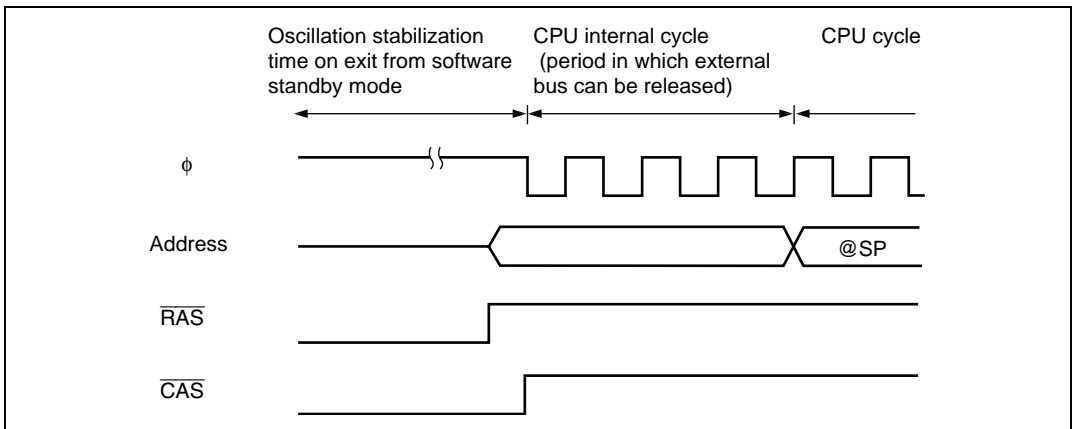 Oscillation stabilization
time on exit from software
standby mode
CPU internal cycle
(period in which external
bus can be released)
CPU cycle
ϕ
Address
@SP
RAS
CAS